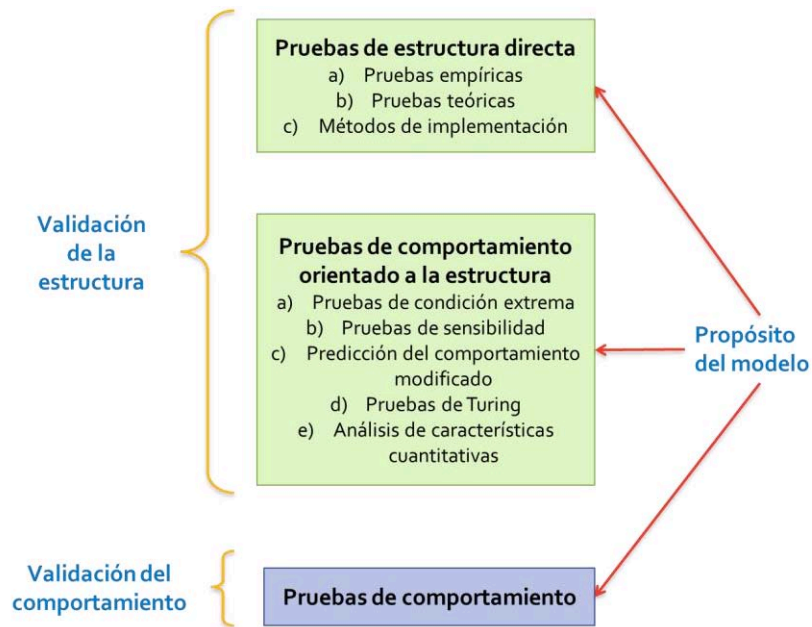 Pruebas de estructura directa
a) Pruebas empíricas
b) Pruebas teóricas
c) Métodos de implementación
Validación
de la
estructura
Pruebas de comportamiento
orientado a la estructura
a) Pruebas de condición extrema
b) Pruebas de sensibilidad
c) Predicción del comportamiento
modificado
d) Pruebas de Turing
e) Análisis de características
cuantitativas
Propósito
del modelo
Validación del
comportamiento
Pruebas de comportamiento